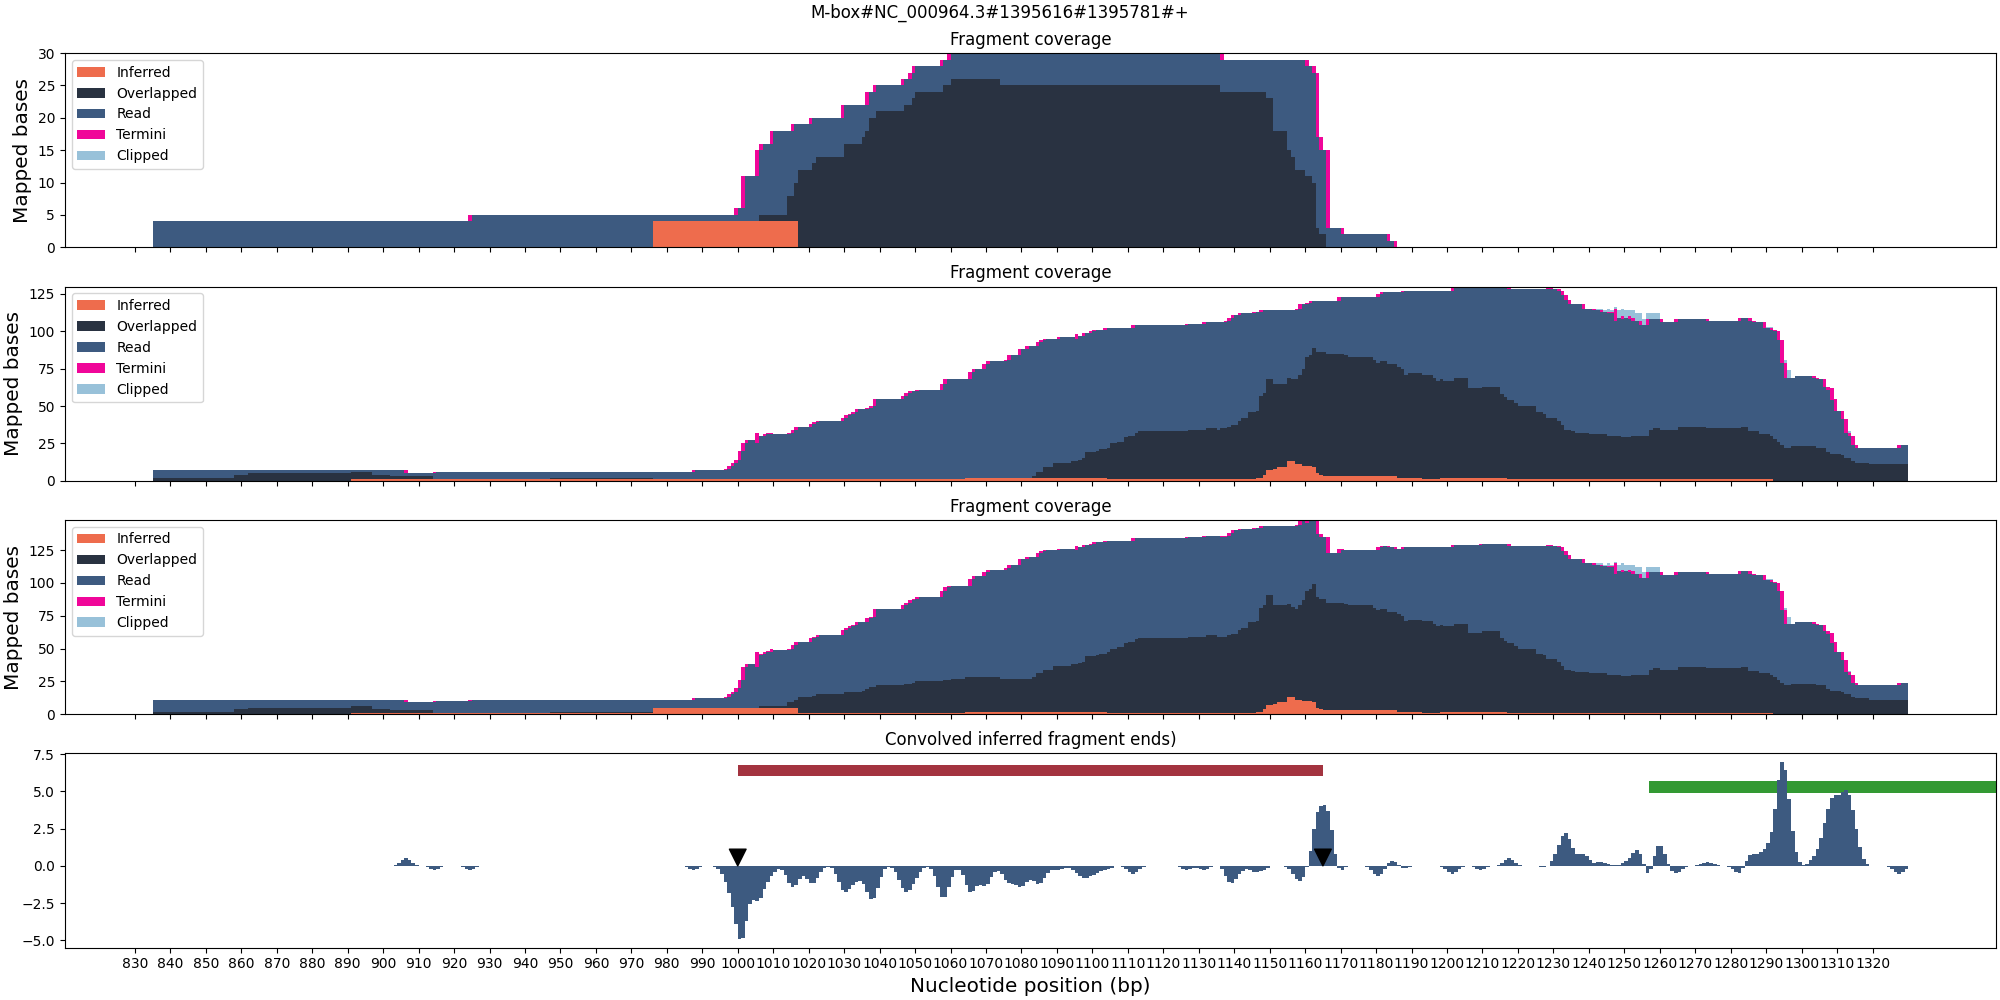 M-box#NC_000964.3#1395616#1395781#+
Fragment coverage
Mapped bases
30
25
20
15
10
5
0
Inferred
Overlapped
Read
Termini
Clipped
Fragment coverage
Mapped bases
125
100
75
50
25
0
Inferred
Overlapped
Read
Termini
Clipped
Fragment coverage
Mapped bases
125
100
75
50
25
0
Inferred
Overlapped
Read
Termini
Clipped
Convolved inferred fragment ends)
7.5
5.0
2.5
0.0
−2.5
−5.0
830 840 850 860 870 880 890 900 910 920 930 940 950 960 970 980 990 1000 1010 1020 1030 1040 1050 1060 1070 1080 1090 1100 1110 1120 1130 1140 1150 1160 1170 1180 1190 1200 1210 1220 1230 1240 1250 1260 1270 1280 1290 1300 1310 1320
Nucleotide position (bp)